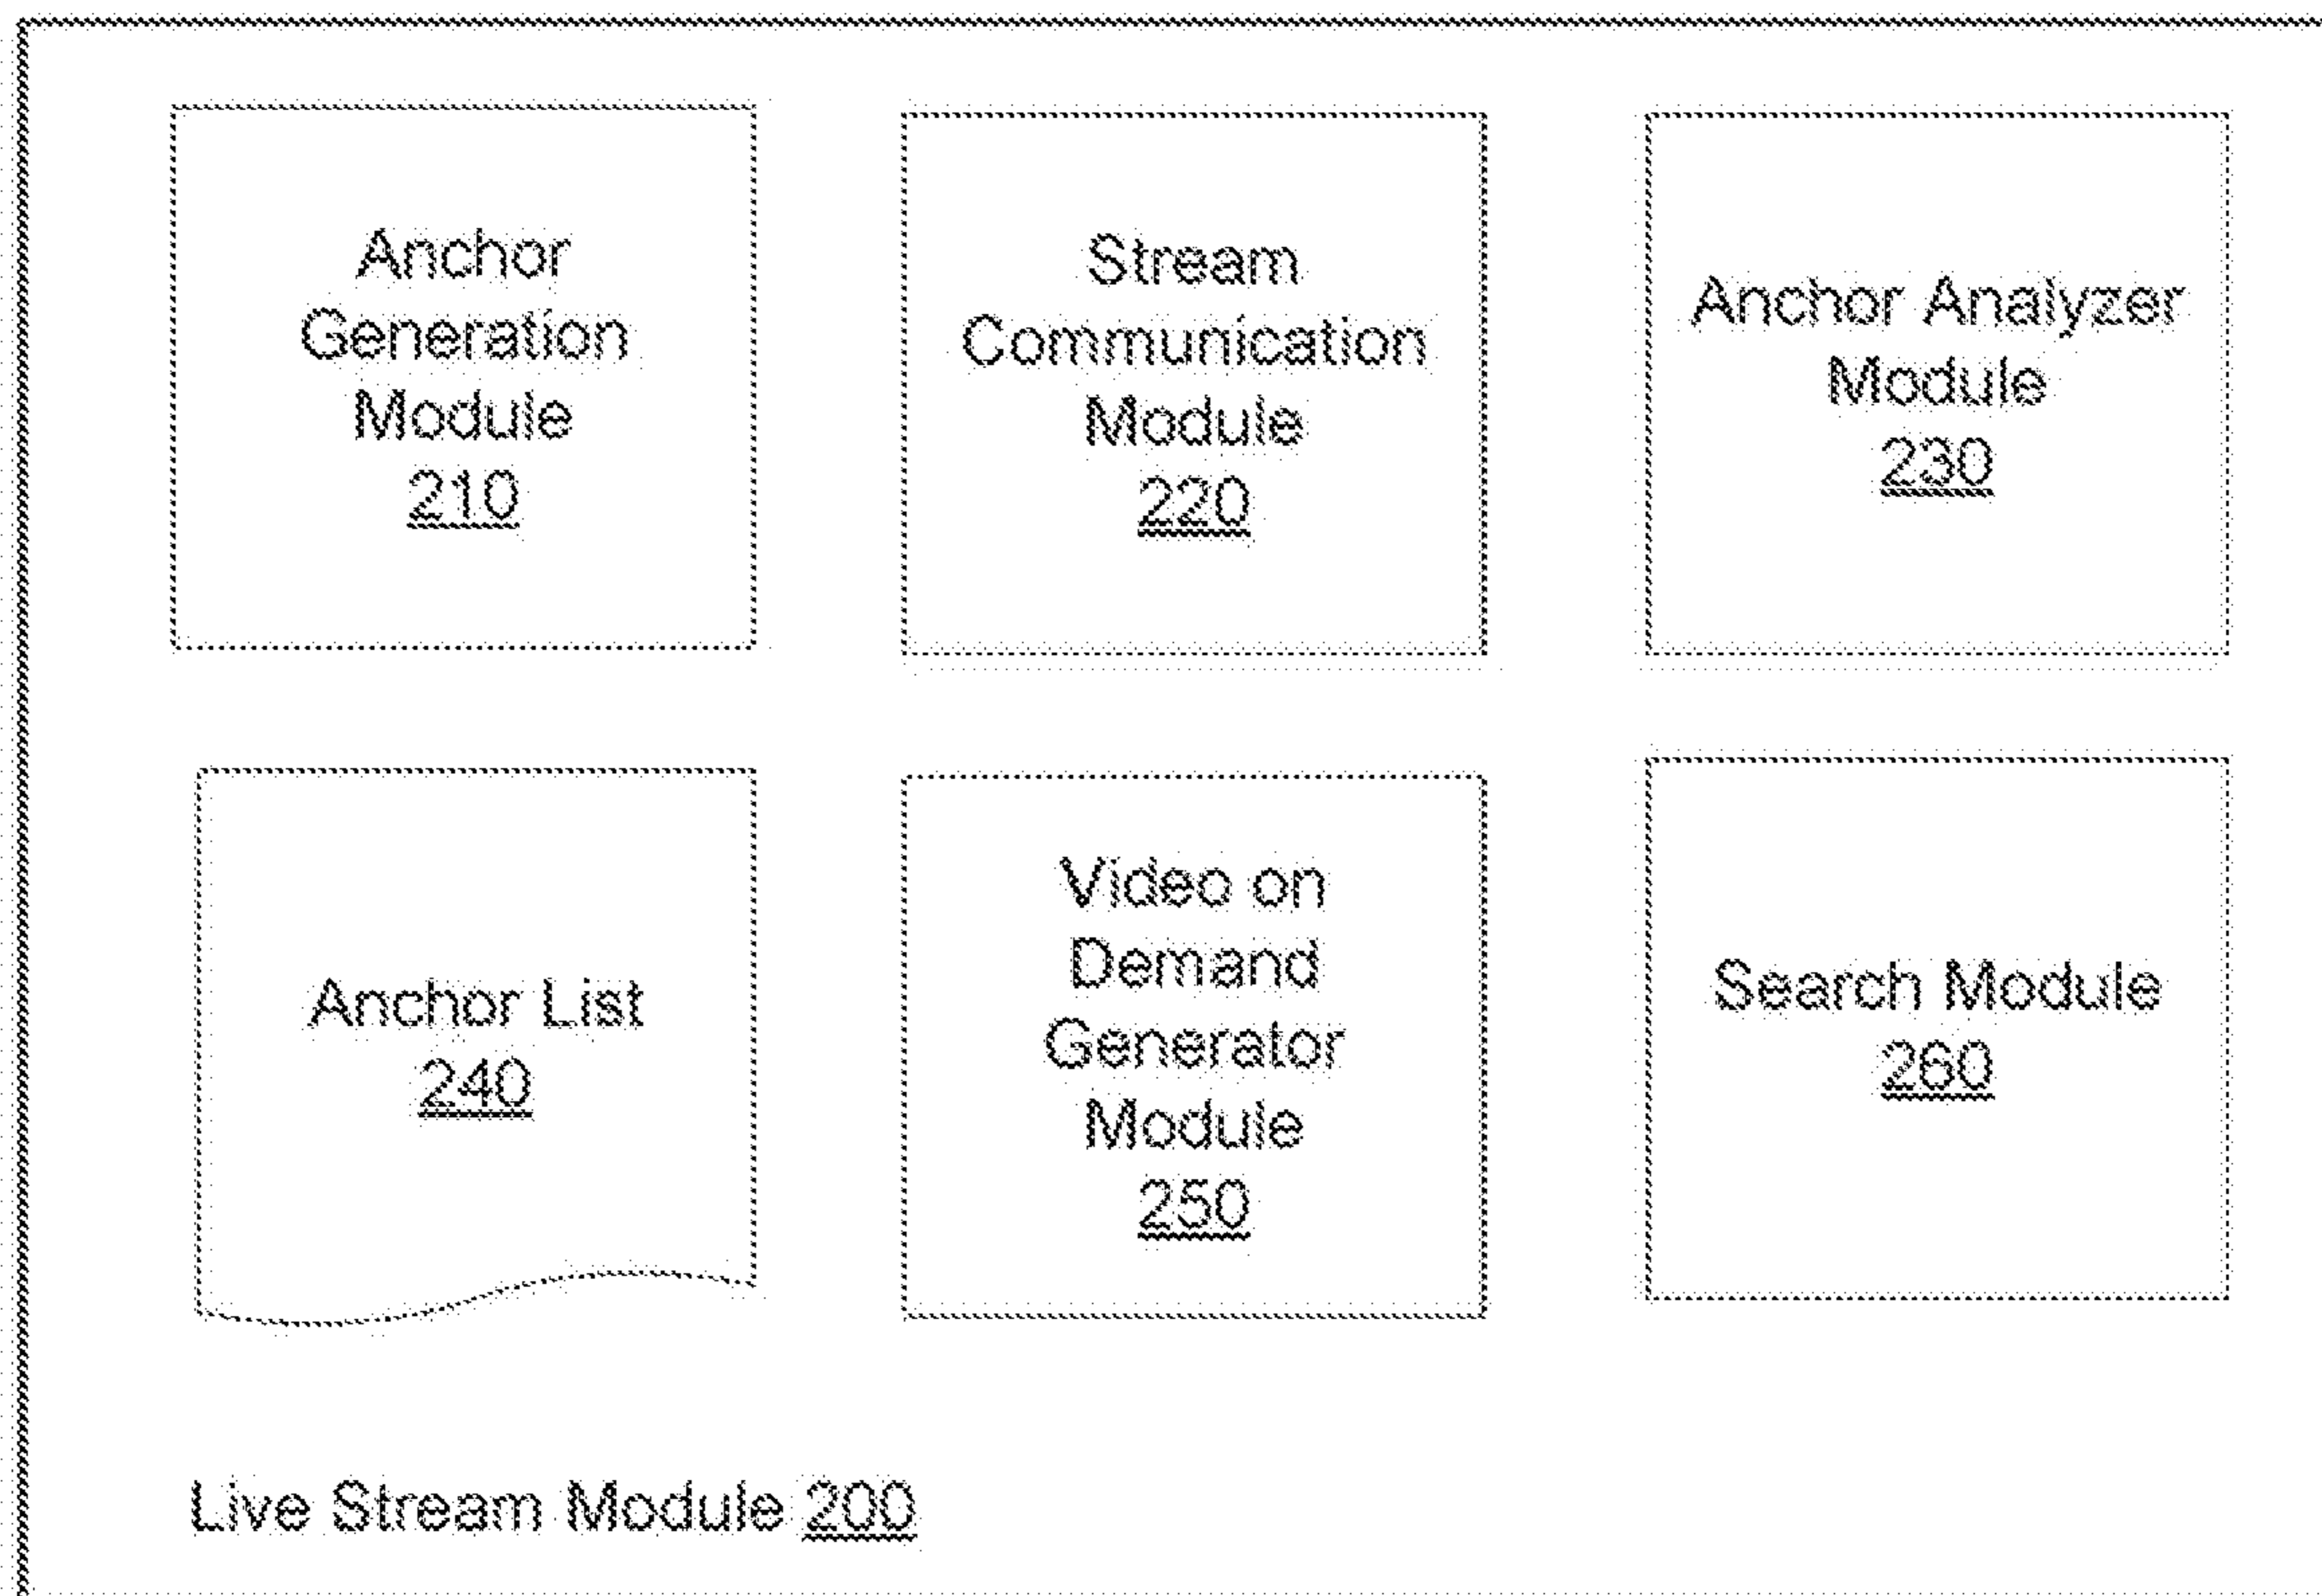 Anchor
Generation
Module
210
Stream
Communication
Module
220
Anchor Analyzer
Module
230
Anchor List
240
Video on
Demand
Generator
Module
250
Search Module
260
Live Stream Module 200